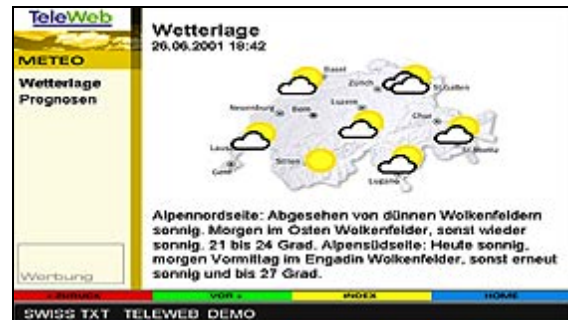 TeleWeb
METEO
Wetterlage
Prognosen
Werbung
Wetterlage
26.06.2001 18:42
Basel
Zürich
St.Gallen
Neuenburg
Bern
Luzern
Chur
Genf
Sitten
St.Moritz
Lugano
Alpennordseite: Abgesehen von dünnen Wolkenfeldern
sonnig. Morgen im Osten Wolkenfelder, sonst wieder
sonnig. 21 bis 24 Grad. Alpensüdseite: Heute sonnig,
morgen Vormittag im Engadin Wolkenfelder, sonst erneut
sonnig und bis 27 Grad.
« ZURUCK VOR » INDEX HOME
SWISS TXT TELEWEB DEMO